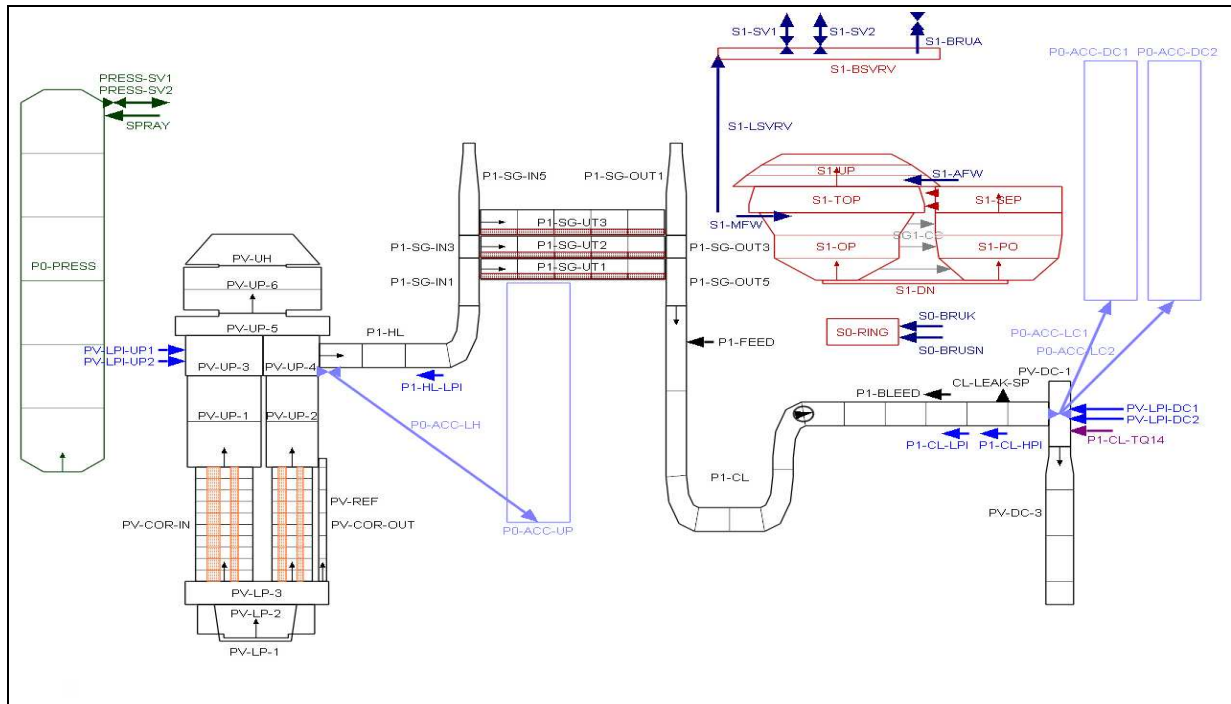 S1-SV1
S1-SV2
S1-BRUA
S1-BSVRV
P0-ACC-DC1
P0-ACC-DC2
PRESS-SV1
PRESS-SV2
SPRAY
S1-LSVRV
P1-SG-IN5
P1-SG-OUT1
S1-UP
S1-AFW
S1-TOP
S1-SEP
P1-SG-UT3
S1-MFW
P1-SG-IN3
P1-SG-UT2
P1-SG-OUT3
S1-OP
S1-PO
P0-PRESS
PV-UH
P1-SG-UT1
P1-SG-IN1
P1-SG-OUT5
PV-UP-6
S1-DN
PV-UP-5
P1-HL
S0-RING
S0-BRUK
S0-BRUSN
P0-ACC-LC1
P0-ACC-LC2
PV-LPI-UP1
PV-LPI-UP2
PV-UP-3
PV-UP-4
P1-FEED
P1-HL-LPI
PV-DC-1
P1-BLEED
CL-LEAK-SP
PV-UP-1
PV-UP-2
P0-ACC-LH
PV-LPI-DC1
PV-LPI-DC2
P1-CL-TQ14
P1-CL-LPI
P1-CL-HPI
P1-CL
PV-DC-3
PV-REF
PV-COR-IN
PV-COR-OUT
P0-ACC-UP
PV-LP-3
PV-LP-2
PV-LP-1